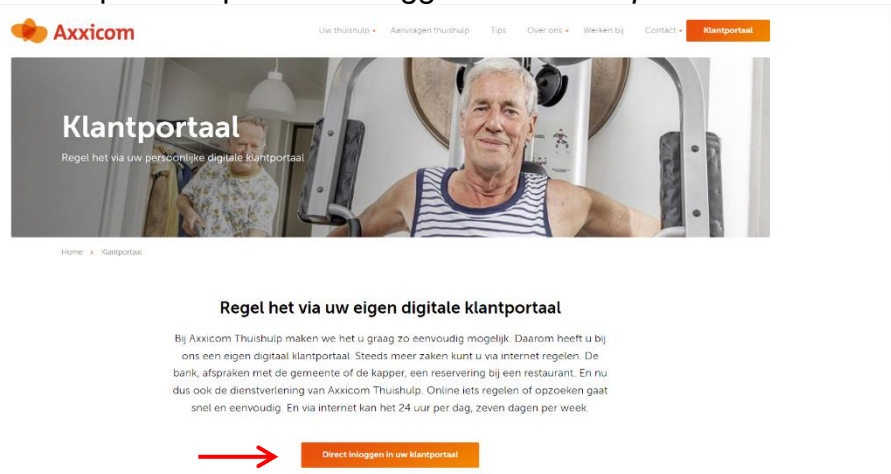 Axxicom
Uw thuishulp Aanvragen thuishulp Tips Over ons Werken bij Contact Klantportaal
Klantportaal
Regel het via uw persoonlijke digitale klantportaal
Home > Klantportaal
Regel het via uw eigen digitale klantportaal
Bij Axxicom Thuishulp maken we het u graag zo eenvoudig mogelijk. Daarom heeft u bij
ons een eigen digitaal klantportaal. Steeds meer zaken kunt u via internet regelen. De
bank, afspraken met de gemeente of de kapper, een reservering bij een restaurant. En nu
dus ook de dienstverlening van Axxicom Thuishulp. Online iets regelen of opzoeken gaat
snel en eenvoudig. En via internet kan het 24 uur per dag, zeven dagen per week.
Direct inloggen in uw klantportaal